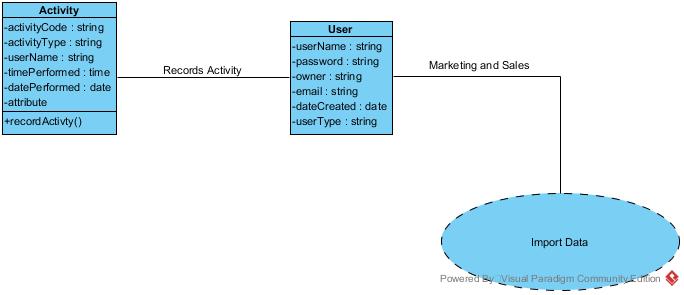 Activity
-activityCode : string
-activityType : string
-userName : string
-timePerformed : time
-datePerformed : date
-attribute
+recordActivty()
Records Activity
User
-userName : string
-password : string
-owner : string
-email : string
-dateCreated : date
-userType : string
Marketing and Sales
Import Data
Powered By Visual Paradigm Community Edition